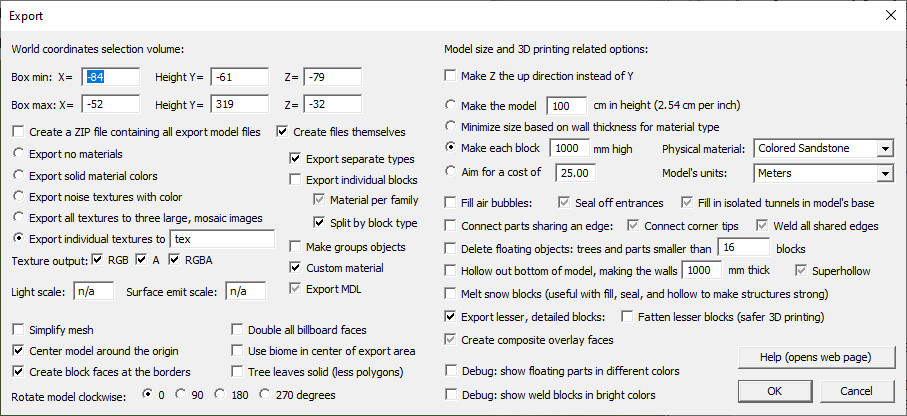 Export
World coordinates selection volume:
Box min: X= -84 Height Y= -61 Z= -79
Box max: X= -52 Height Y= 319 Z= -32
Create a ZIP file containing all export model files Create files themselves
Export no materials
Export solid material colors
Export noise textures with color
Export all textures to three large, mosaic images
Export individual textures to tex
Texture output: RGB A RGBA
Export separate types
Export individual blocks
Material per family
Split by block type
Make groups objects
Custom material
Export MDL
Light scale: n/a Surface emit scale: n/a
Simplify mesh
Center model around the origin
Create block faces at the borders
Double all billboard faces
Use biome in center of export area
Tree leaves solid (less polygons)
Rotate model clockwise: 0 90 180 270 degrees
Model size and 3D printing related options:
Make Z the up direction instead of Y
Make the model 100 cm in height (2.54 cm per inch)
Minimize size based on wall thickness for material type
Make each block 1000 mm high Physical material: Colored Sandstone
Aim for a cost of 25.00 Model's units: Meters
Fill air bubbles: Seal off entrances Fill in isolated tunnels in model's base
Connect parts sharing an edge: Connect corner tips Weld all shared edges
Delete floating objects: trees and parts smaller than 16 blocks
Hollow out bottom of model, making the walls 1000 mm thick Superhollow
Melt snow blocks (useful with fill, seal, and hollow to make structures strong)
Export lesser, detailed blocks: Fatten lesser blocks (safer 3D printing)
Create composite overlay faces
Debug: show floating parts in different colors
Debug: show weld blocks in bright colors
Help (opens web page)
OK Cancel